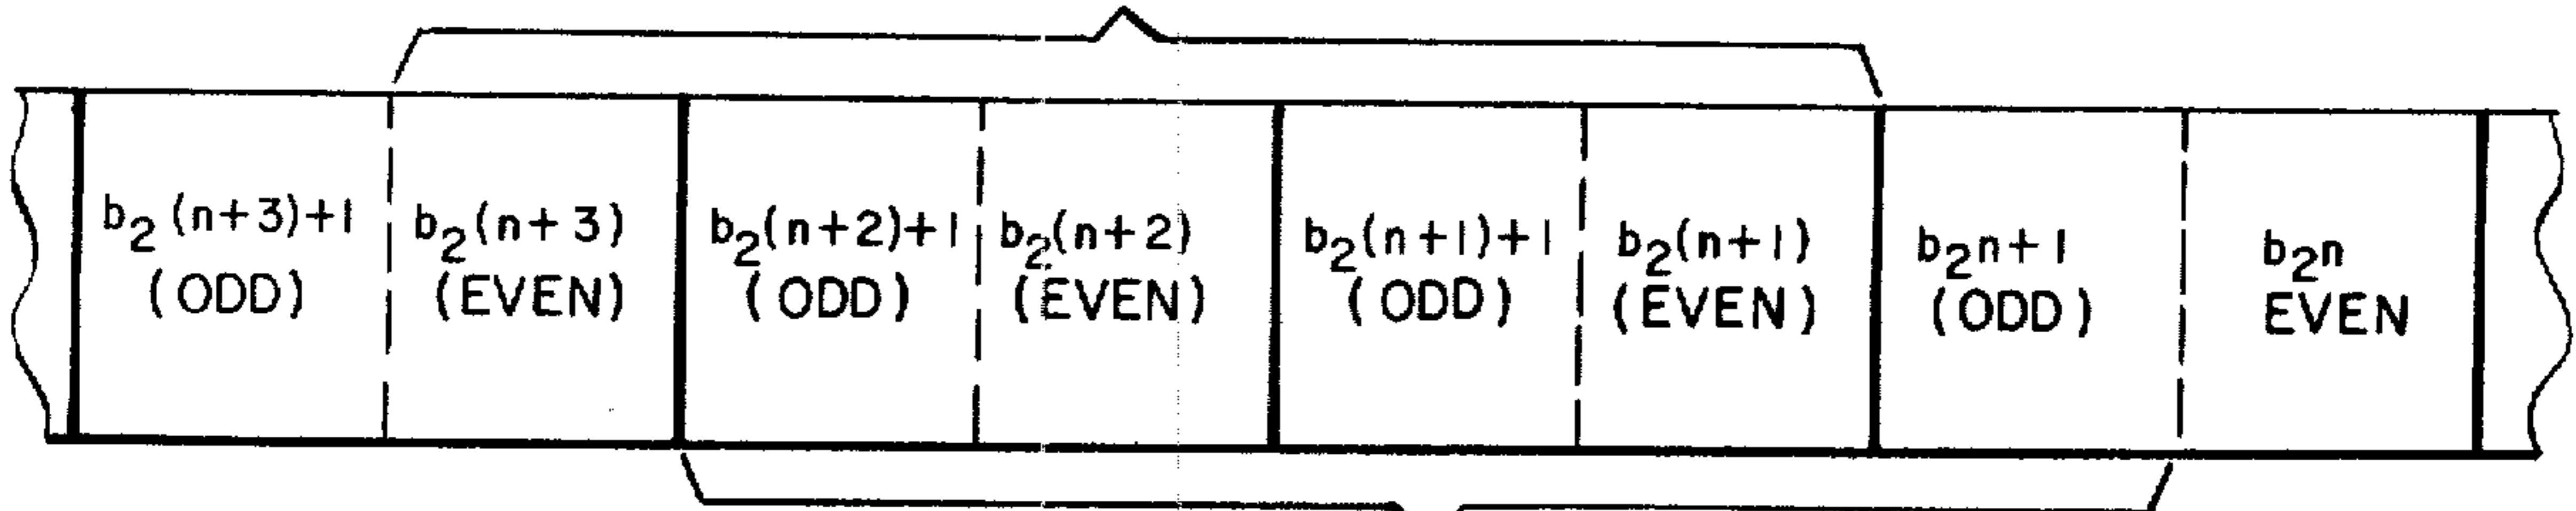 b₂(n+3)+1
(ODD)
b₂(n+3)
(EVEN)
b₂(n+2)+1
(ODD)
b₂(n+2)
(EVEN)
b₂(n+1)+1
(ODD)
b₂(n+1)
(EVEN)
b₂n+1
(ODD)
b₂n
EVEN